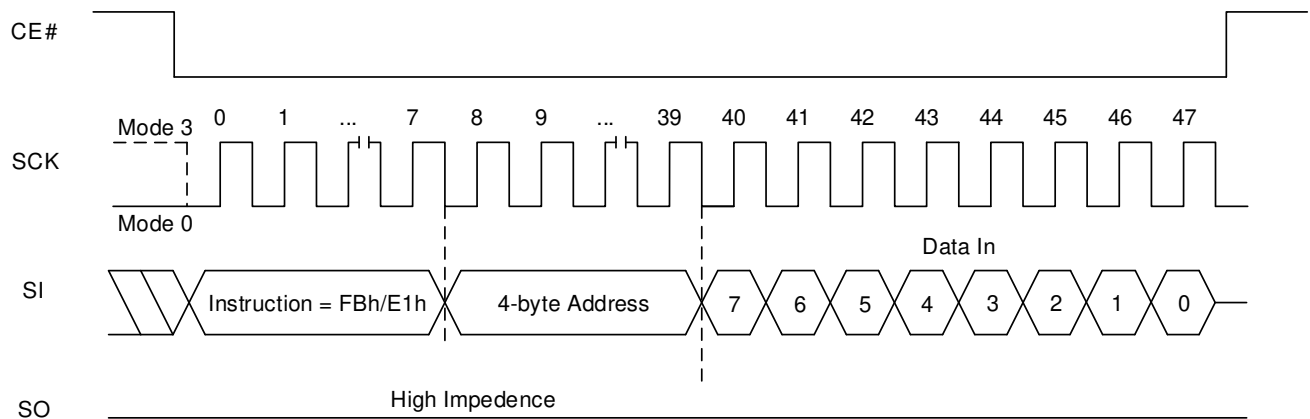 CE#
Mode 3
0 1 ... 7 8 9 ... 39 40 41 42 43 44 45 46 47
SCK
Mode 0
Data In
SI
Instruction = FBh/E1h
4-byte Address
7 6 5 4 3 2 1 0
High Impedence
SO